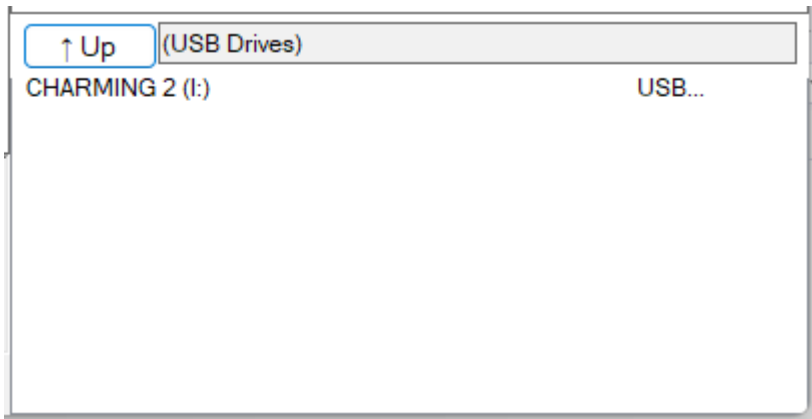 ↑ Up (USB Drives)
CHARMING 2 (I:) USB...